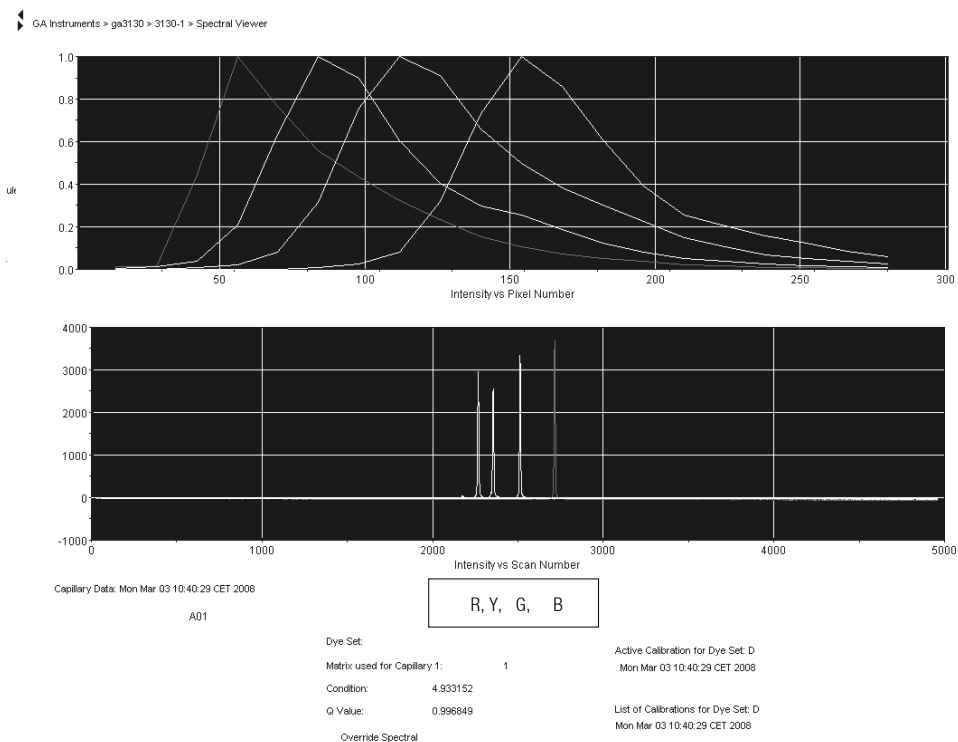 GA Instruments > ga3130 > 3130-1 > Spectral Viewer
1.0
0.8
0.6
0.4
0.2
0.0
50 100 150 200 250 300
Intensity vs Pixel Number
4000
3000
2000
1000
0
-1000
0 1000 2000 3000 4000 5000
Intensity vs Scan Number
Capillary Data: Mon Mar 03 10:40:29 CET 2008
A01
R, Y, G, B
Dye Set:
Matrix used for Capillary 1: 1
Condition: 4.933152
Q Value: 0.996849
Override Spectral
Active Calibration for Dye Set: D
Mon Mar 03 10:40:29 CET 2008
List of Calibrations for Dye Set: D
Mon Mar 03 10:40:29 CET 2008